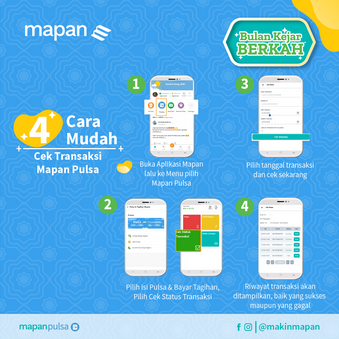 mapan
Bulan Kejar
BERKAH
4 Cara
Mudah
Cek Transaksi
Mapan Pulsa
1
Buka Aplikasi Mapan
lalu ke Menu pilih
Mapan Pulsa
3
Pilih tanggal transaksi
dan cek sekarang
2
Pilih isi Pulsa & Bayar Tagihan,
Pilih Cek Status Transaksi
4
Riwayat transaksi akan
ditampilkan, baik yang sukses
maupun yang gagal
mapanpulsa
@makinmapan